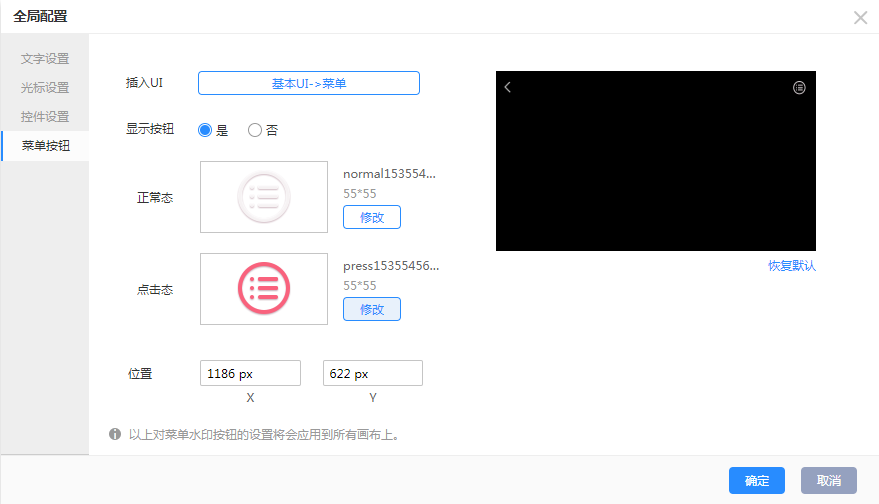 全局配置
文字设置
光标设置
控件设置
菜单按钮
插入UI
基本UI->菜单
显示按钮
是
否
正常态
normal153554...
55*55
修改
点击态
press15355456...
55*55
修改
位置
1186 px
622 px
X
Y
恢复默认
以上对菜单水印按钮的设置将会应用到所有画布上。
确定
取消